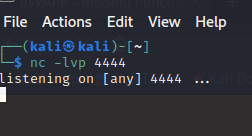 File Actions Edit View Help
┌──(kali㉿kali)-[~]
└─$ nc -lvp 4444
listening on [any] 4444 ...